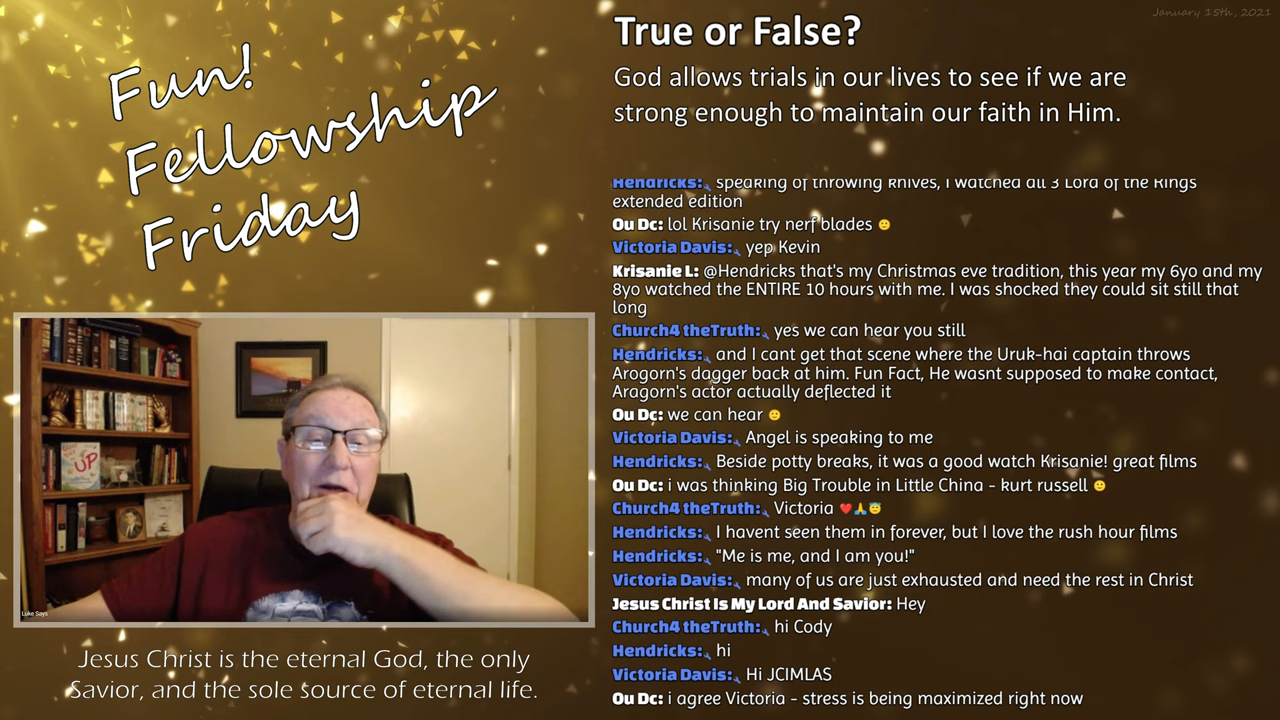 January 15th, 2021
Fun!
Fellowship
Friday
True or False?
God allows trials in our lives to see if we are
strong enough to maintain our faith in Him.
Hendricks: speaking of throwing knives, I watched all 3 Lord of the Rings
extended edition
Ou Dc: lol Krisanie try nerf blades 🙂
Victoria Davis: yep Kevin
Krisanie L: @Hendricks that's my Christmas eve tradition, this year my 6yo and my
8yo watched the ENTIRE 10 hours with me. I was shocked they could sit still that
long
Church4 theTruth: yes we can hear you still
Hendricks: and I cant get that scene where the Uruk-hai captain throws
Arogorn's dagger back at him. Fun Fact, He wasnt supposed to make contact,
Aragorn's actor actually deflected it
Ou Dc: we can hear 🙂
Victoria Davis: Angel is speaking to me
Hendricks: Beside potty breaks, it was a good watch Krisanie! great films
Ou Dc: i was thinking Big Trouble in Little China - kurt russell 🙂
Church4 theTruth: Victoria ❤️🙏😇
Hendricks: I havent seen them in forever, but I love the rush hour films
Hendricks: "Me is me, and I am you!"
Victoria Davis: many of us are just exhausted and need the rest in Christ
Jesus Christ Is My Lord And Savior: Hey
Church4 theTruth: hi Cody
Hendricks: hi
Victoria Davis: Hi JCIMLAS
Ou Dc: i agree Victoria - stress is being maximized right now
UP
Luke Says
Jesus Christ is the eternal God, the only
Savior, and the sole source of eternal life.